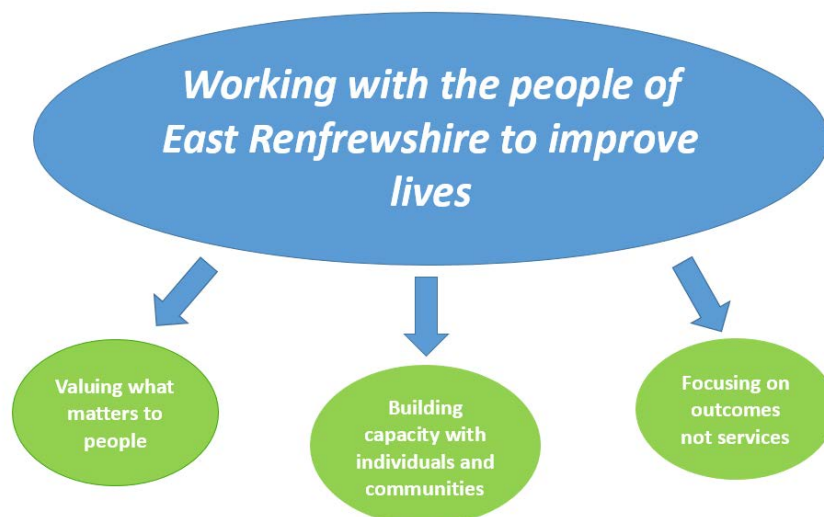 Working with the people of
East Renfrewshire to improve
lives
Valuing what
matters to
people
Building
capacity with
individuals and
communities
Focusing on
outcomes
not services